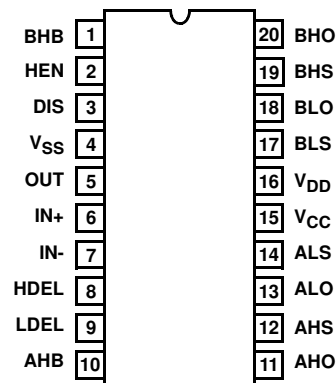 BHB 1 20 BHO
HEN 2 19 BHS
DIS 3 18 BLO
VSS 4 17 BLS
OUT 5 16 VDD
IN+ 6 15 VCC
IN- 7 14 ALS
HDEL 8 13 ALO
LDEL 9 12 AHS
AHB 10 11 AHO